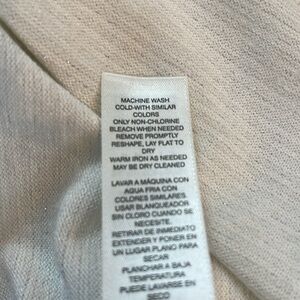 MACHINE WASH
COLD-WITH SIMILAR
COLORS
ONLY NON-CHLORINE
BLEACH WHEN NEEDED
REMOVE PROMPTLY
RESHAPE, LAY FLAT TO
DRY
WARM IRON AS NEEDED
MAY BE DRY CLEANED
LAVAR A MÁQUINA CON
AGUA FRIA CON
COLORES SIMILARES.
USAR BLANQUEADOR
SIN CLORO CUANDO SE
NECESITE.
RETIRAR DE INMEDIATO
EXTENDER Y PONER EN
UN LUGAR PLANO PARA
SECAR
PLANCHAR A BAJA
TEMPERATURA
PUEDE LAVARSE EN
SECO